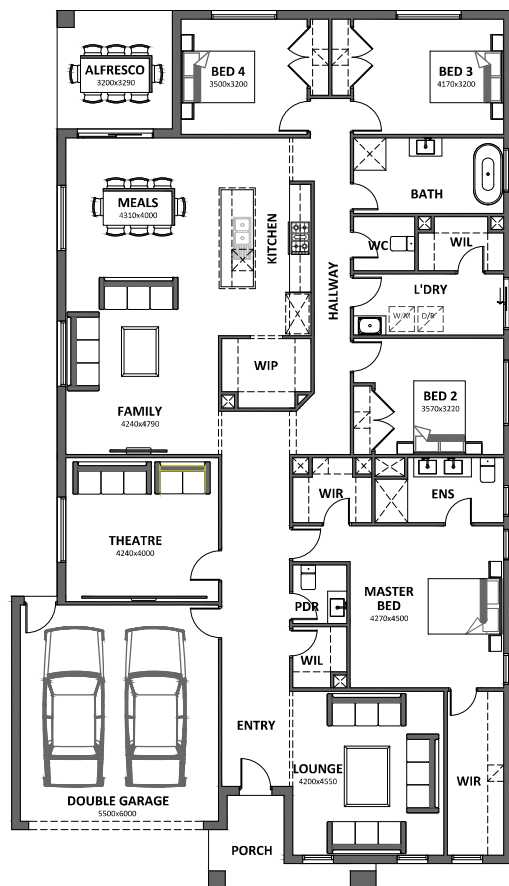 ALFRESCO
3200x3290
BED 4
3500x3200
BED 3
4170x3200
MEALS
4310x4000
KITCHEN
HALLWAY
BATH
WC
WIL
L'DRY
W/M
D/R
WIP
BED 2
3570x3220
FAMILY
4240x4790
WIR
ENS
THEATRE
4240x4000
PDR
MASTER
BED
4270x4500
WIL
ENTRY
LOUNGE
4200x4550
WIR
DOUBLE GARAGE
5500x6000
PORCH